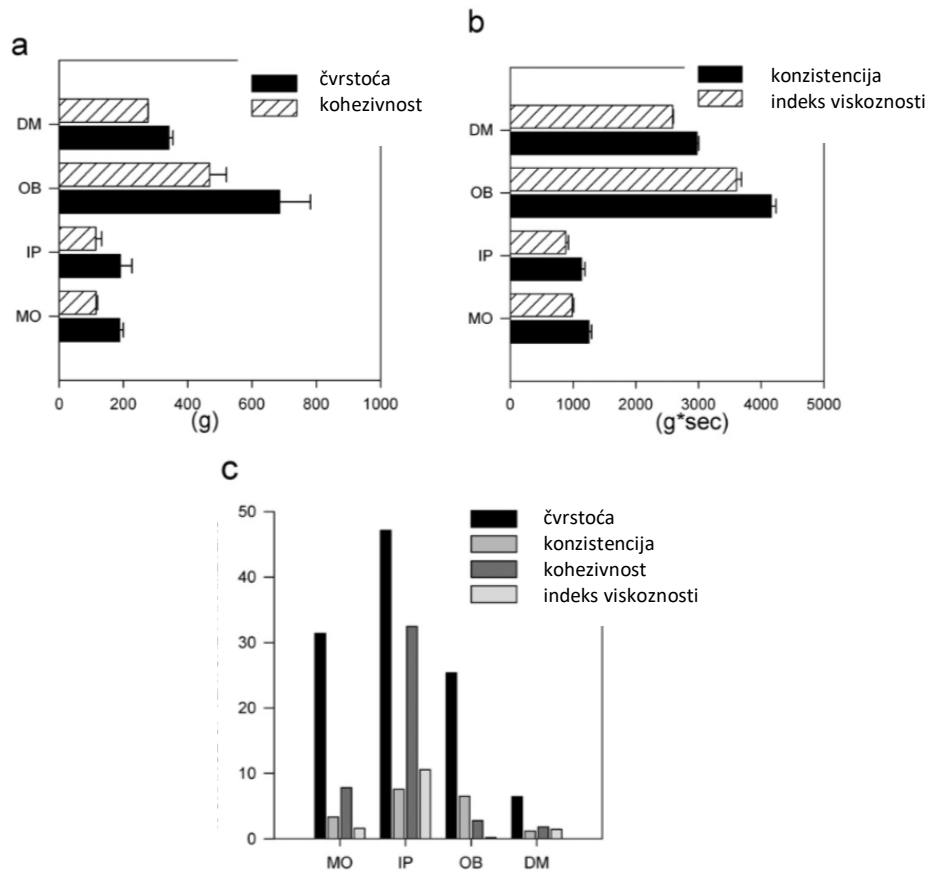 a
čvrstoća
kohezivnost
DM
OB
IP
MO
0 200 400 600 800 1000
(g)
b
konzistencija
indeks viskoznosti
DM
OB
IP
MO
0 1000 2000 3000 4000 5000
(g*sec)
c
50
40
30
20
10
0
čvrstoća
konzistencija
kohezivnost
indeks viskoznosti
MO IP OB DM